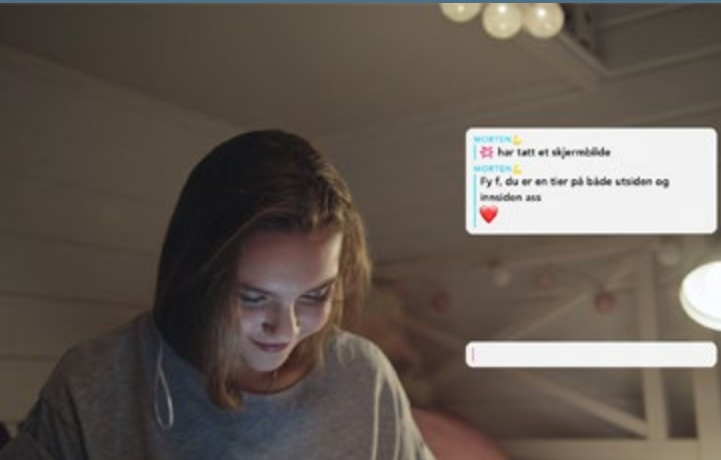 MORTEN💪
💢 har tatt et skjermbilde
MORTEN💪
Fy f, du er en tier på både utsiden og
innsiden ass
❤️